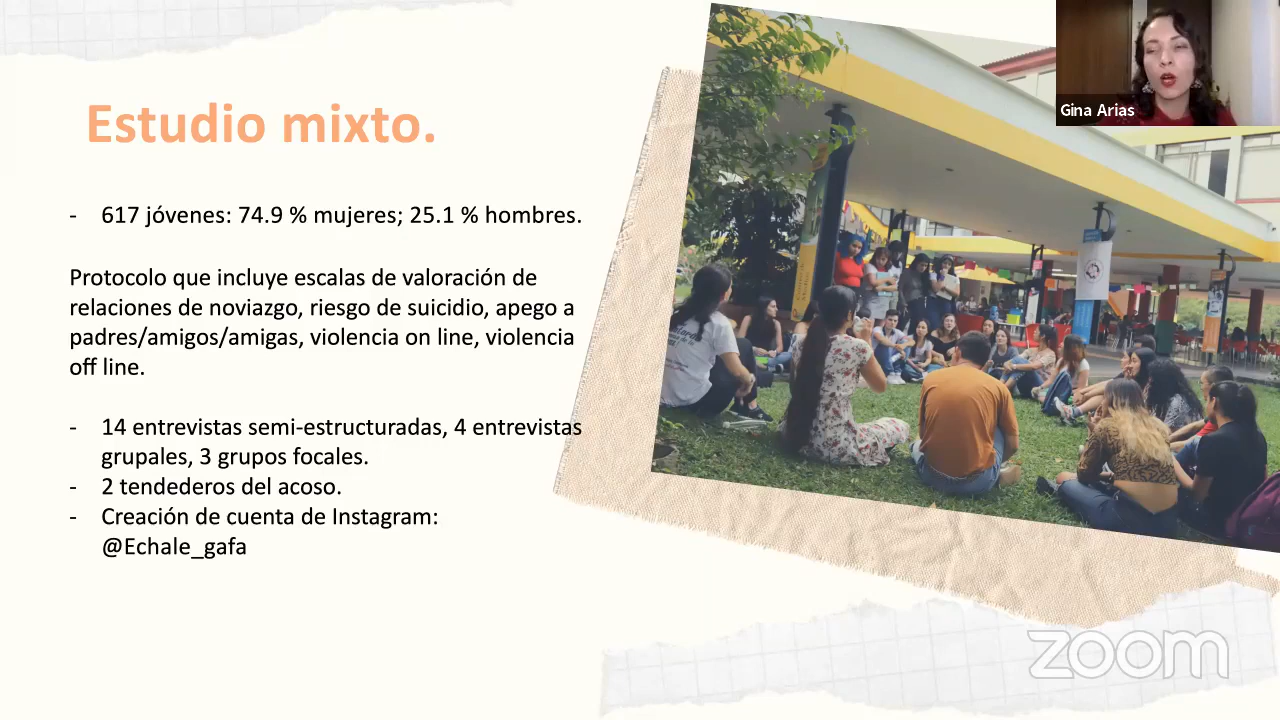 Estudio mixto.
- 617 jóvenes: 74.9 % mujeres; 25.1 % hombres.
Protocolo que incluye escalas de valoración de
relaciones de noviazgo, riesgo de suicidio, apego a
padres/amigos/amigas, violencia on line, violencia
off line.
- 14 entrevistas semi-estructuradas, 4 entrevistas
grupales, 3 grupos focales.
- 2 tendederos del acoso.
- Creación de cuenta de Instagram:
@Echale_gafa
Gina Arias
zoom